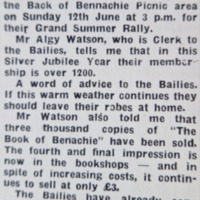 the Back of Bennachie Picnic area
on Sunday 12th June at 3 p.m. for
their Grand Summer Rally.
Mr Algy Watson, who is Clerk to
the Bailies, tells me that in this
Silver Jubilee Year their member-
ship is over 1200.
A word of advice to the Bailies.
If this warm weather continues they
should leave their robes at home.
Mr Watson also told me that
three thousand copies of "The
Book of Benachie" have been sold.
The fourth and final impression is
now in the bookshops — and in
spite of increasing costs, it contin-
ues to sell at only £3.
The Bailies have already